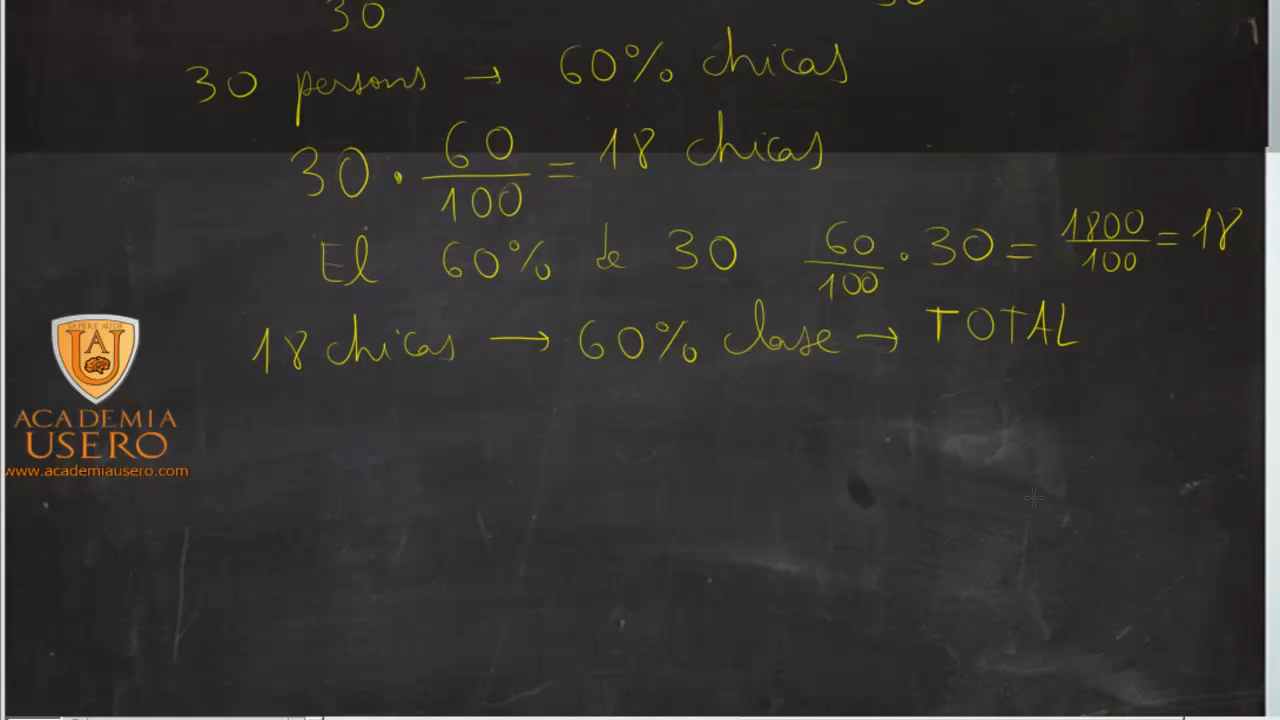 30
30 persons → 60% chicas
30 · 60/100 = 18 chicas
El 60% de 30 60/100 · 30 = 1800/100 = 18
18 chicas → 60% clase → TOTAL
ACADEMIA
USERO
www.academiausero.com